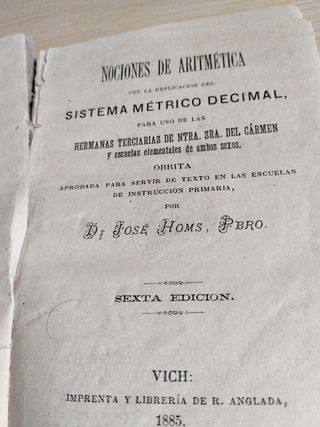 NOCIONES DE ARITMÉTICA
CON LA EXPLICACION DEL
SISTEMA MÉTRICO DECIMAL,
PARA USO DE LAS
HERMANAS TERCIARIAS DE NTRA. SRA. DEL CÁRMEN
y escuelas elementales de ambos sexos.
OBRITA
APROBADA PARA SERVIR DE TEXTO EN LAS ESCUELAS
DE INSTRUCCION PRIMARIA,
POR
D. JOSÉ HOMS, PBRO.
SEXTA EDICION.
VICH:
IMPRENTA Y LIBRERÍA DE R. ANGLADA,
1885.